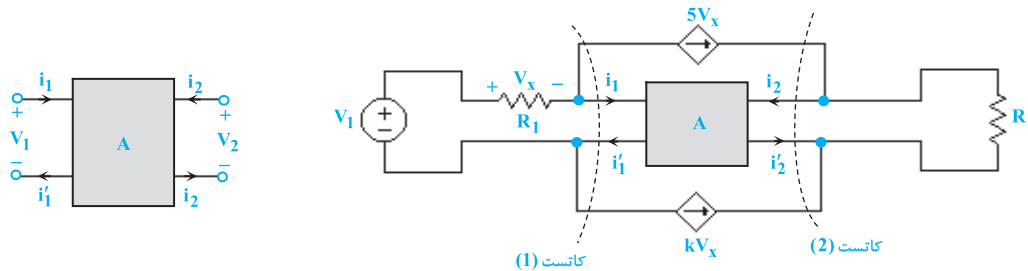 i₁
i₂
+
+
V₁
A
V₂
−
−
i′₁
i₂
5Vₓ
+ Vₓ −
R₁
i₁
i₂
V₁
+
−
A
R
i′₁
i′₂
kVₓ
کاتست (1)
کاتست (2)